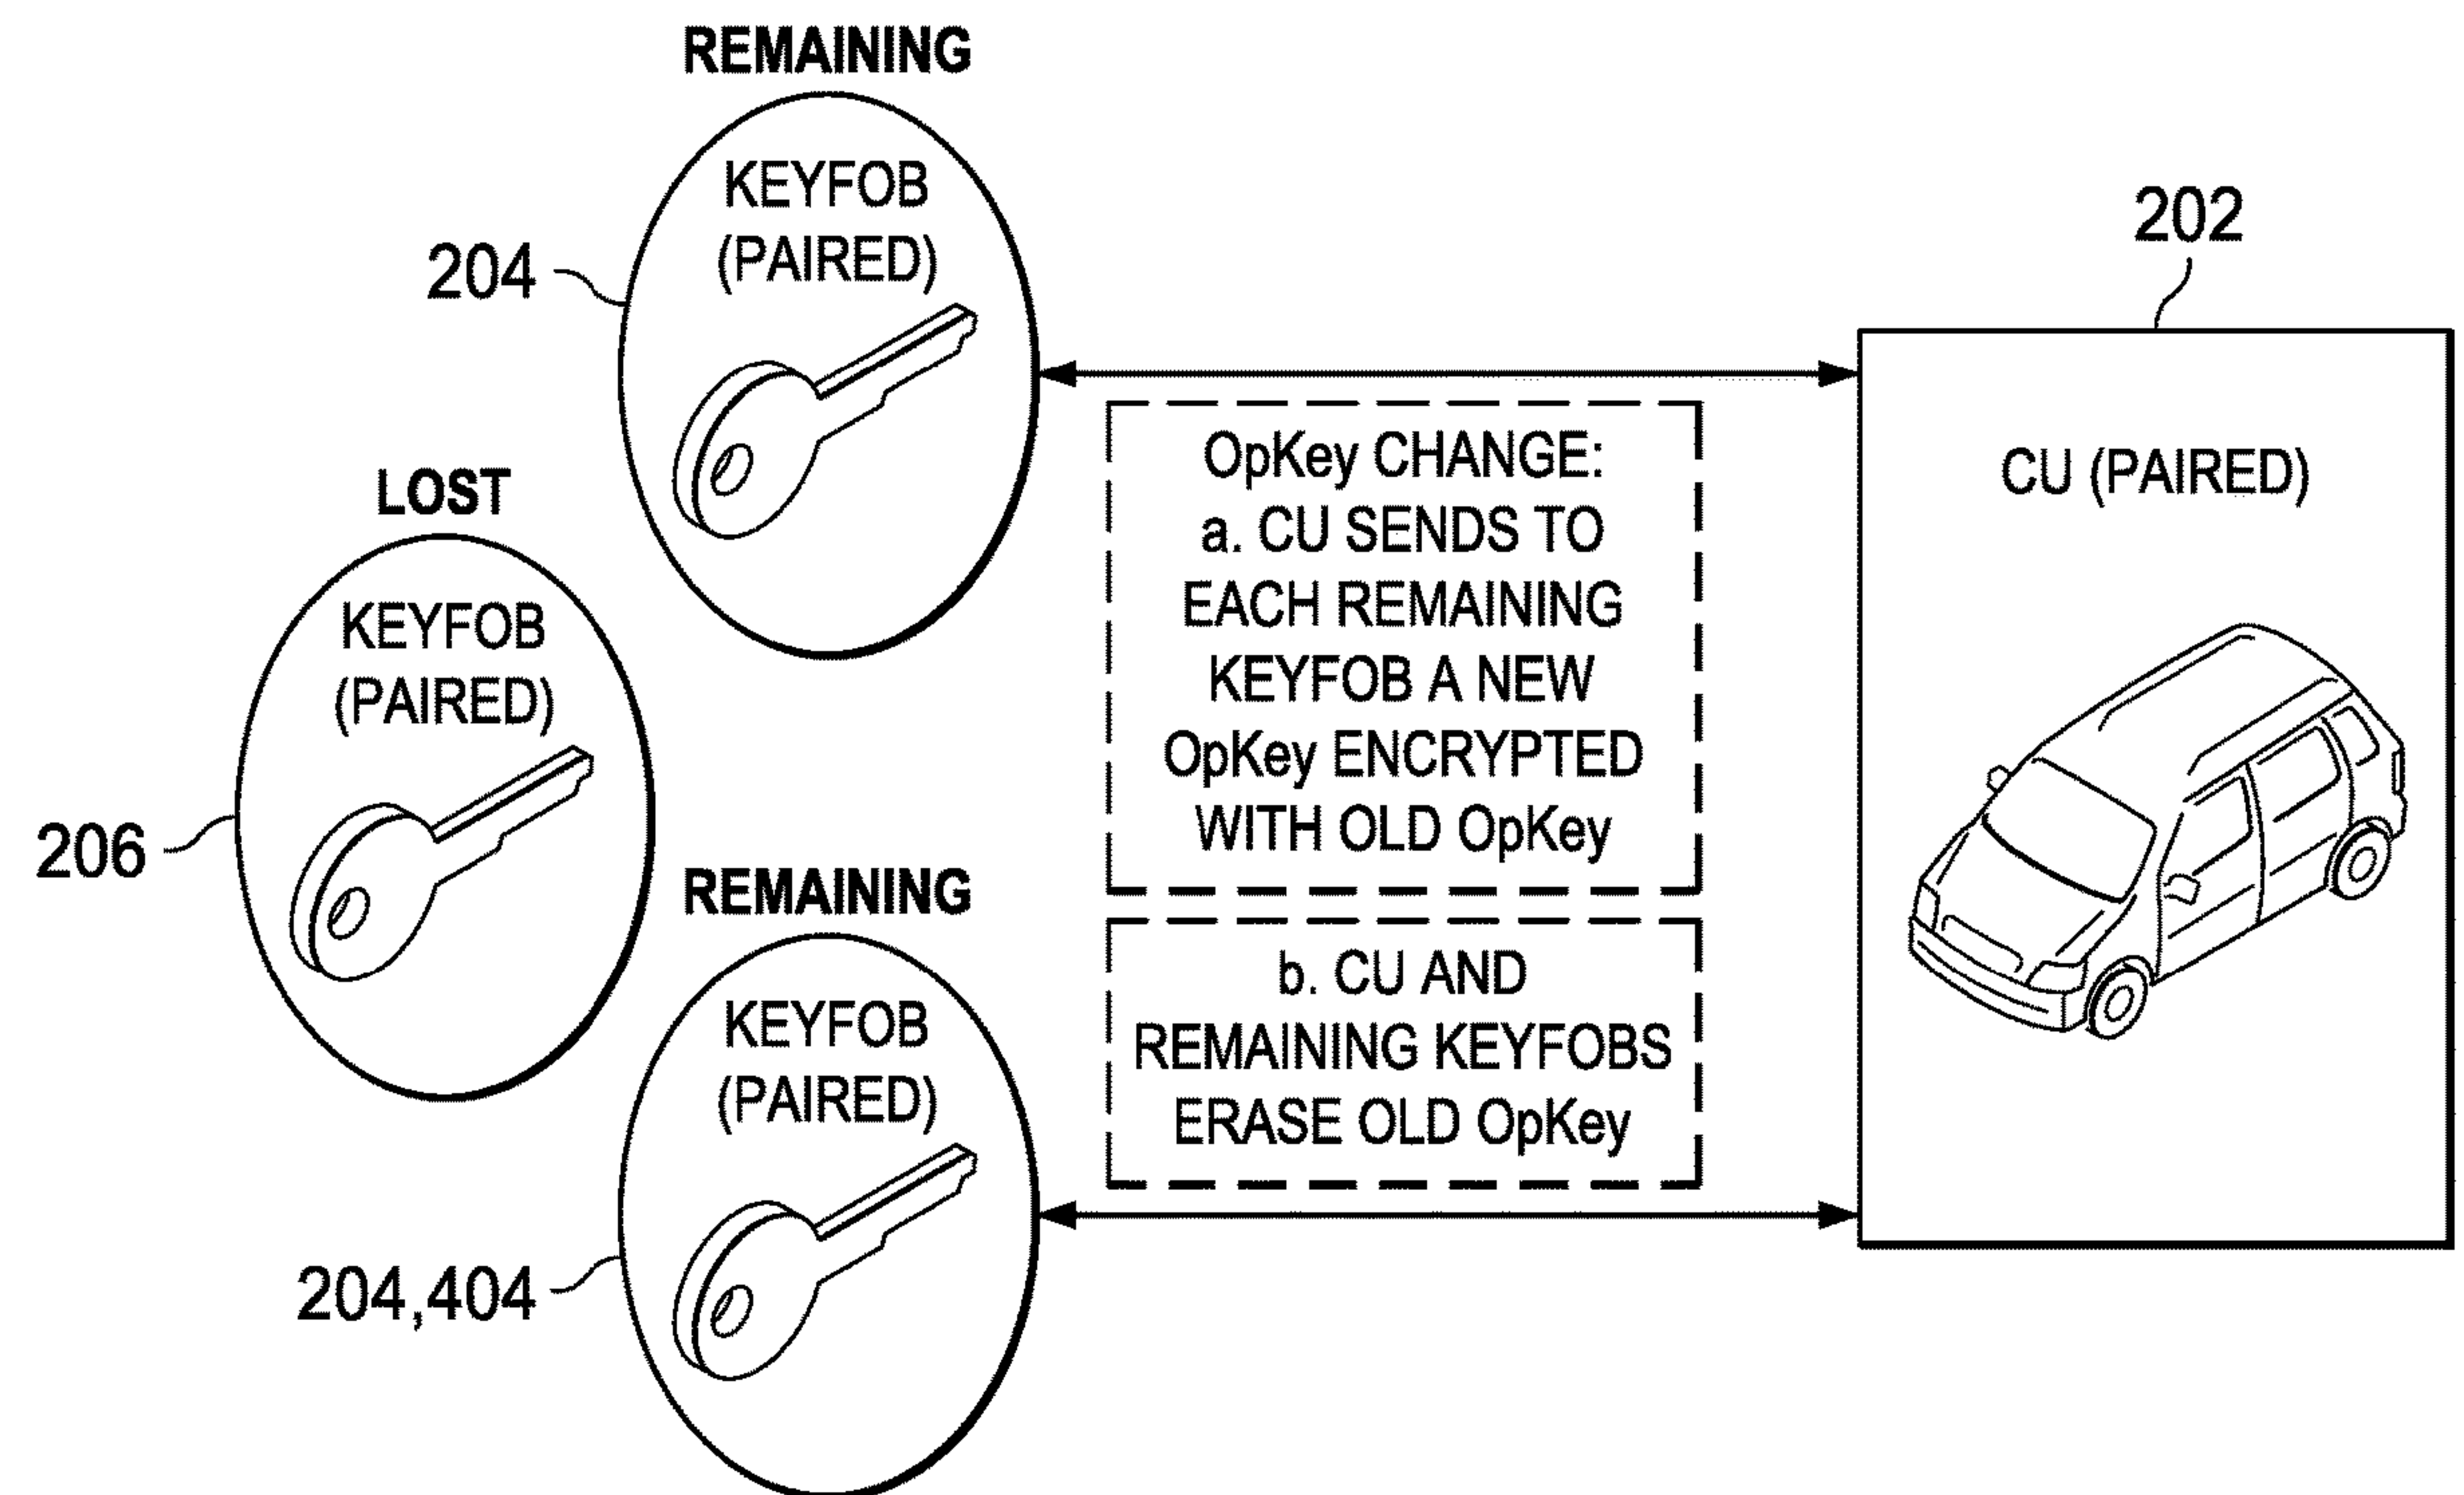 REMAINING
KEYFOB
(PAIRED)
204
LOST
KEYFOB
(PAIRED)
206
REMAINING
KEYFOB
(PAIRED)
204,404
OpKey CHANGE:
a. CU SENDS TO
EACH REMAINING
KEYFOB A NEW
OpKey ENCRYPTED
WITH OLD OpKey
b. CU AND
REMAINING KEYFOBS
ERASE OLD OpKey
202
CU (PAIRED)